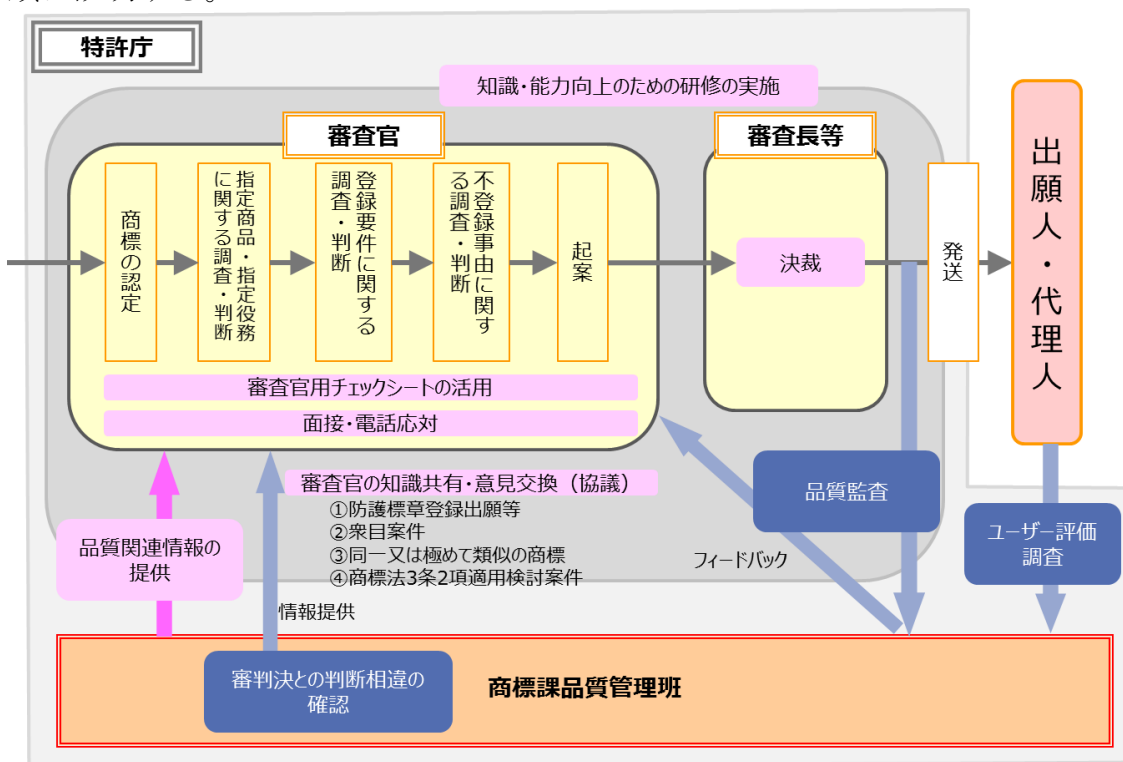 特許庁
知識・能力向上のための研修の実施
審査官
審査長等
商標の認定
指定商品・指定役務
に関する調査・判断
登録要件に関する
調査・判断
不登録事由に関す
る調査・判断
起案
決裁
発送
出願人・代理人
審査官用チェックシートの活用
面接・電話応対
審査官の知識共有・意見交換（協議）
①防護標章登録出願等
②衆目案件
③同一又は極めて類似の商標
④商標法3条2項適用検討案件
品質関連情報の
提供
情報提供
フィードバック
品質監査
ユーザー評価
調査
審判決との判断相違の
確認
商標課品質管理班